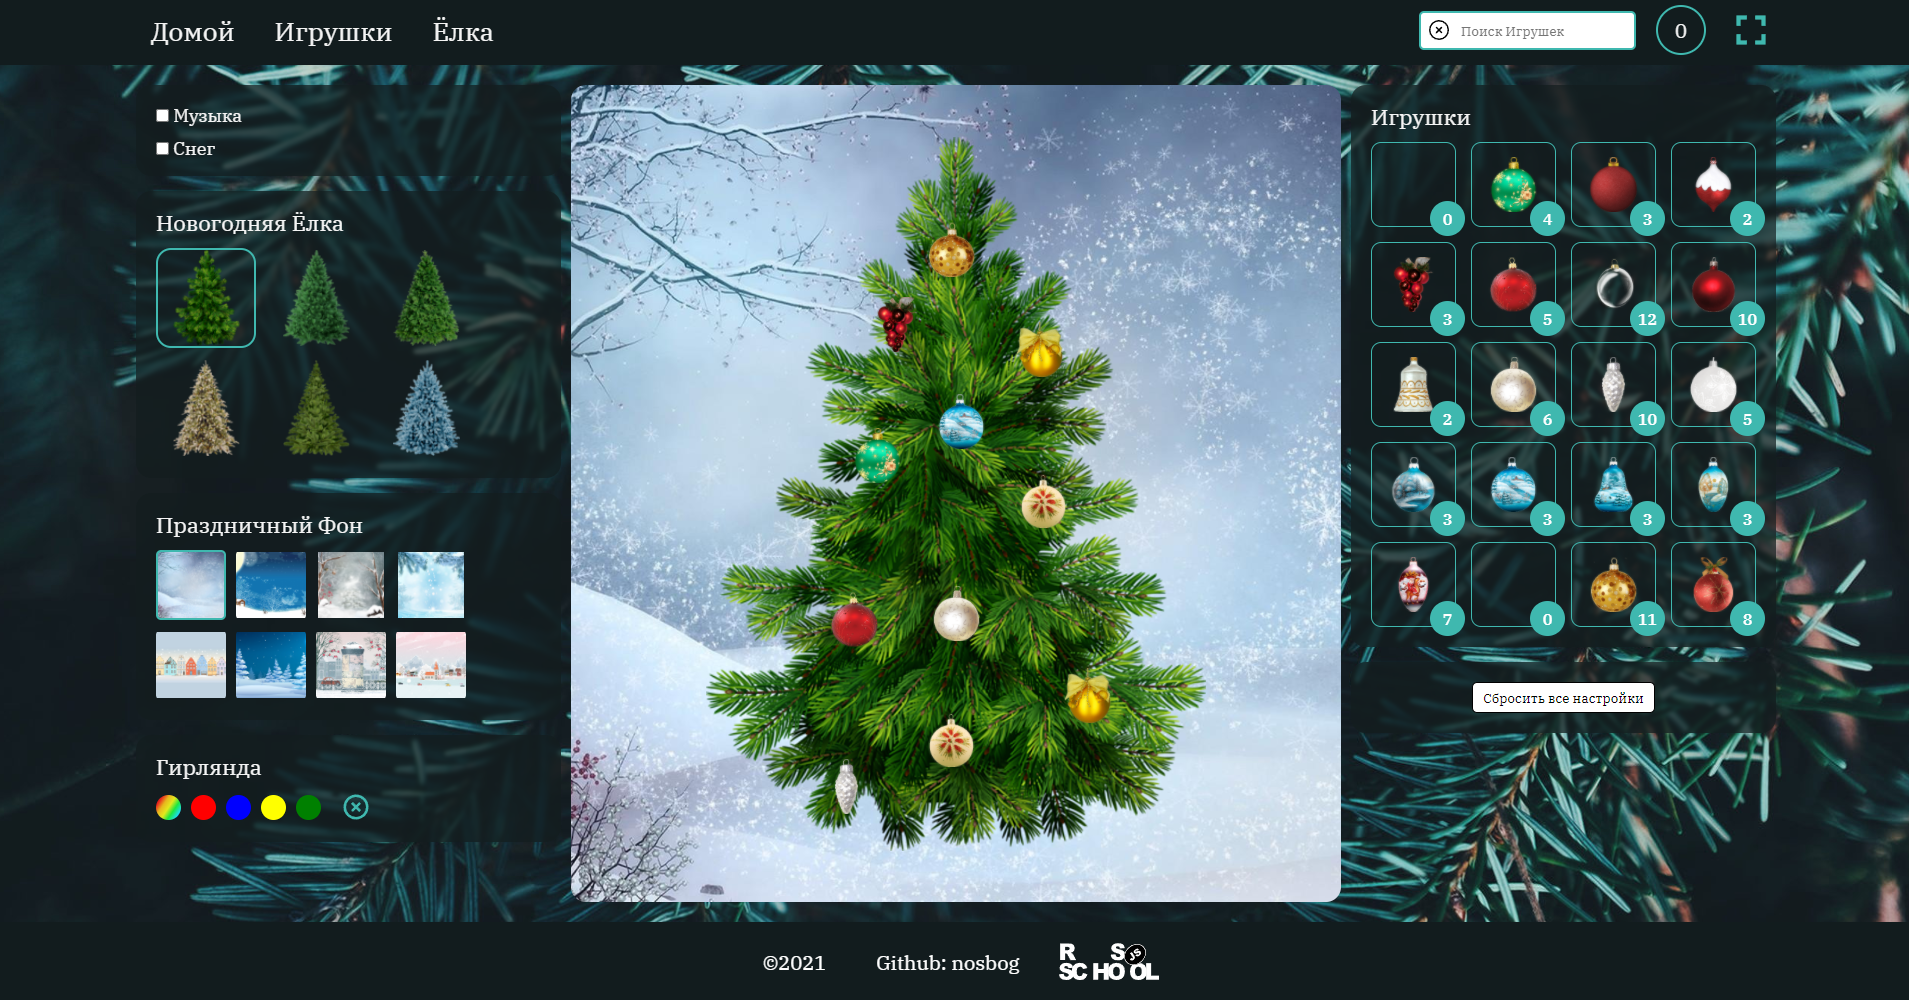 Домой Игрушки Ёлка
Поиск Игрушек
0
Музыка
Снег
Новогодняя Ёлка
Праздничный Фон
Гирлянда
Игрушки
0 4 3 2
3 5 12 10
2 6 10 5
3 3 3 3
7 0 11 8
Сбросить все настройки
©2021 Github: nosbog
RS JS
SCHOOL